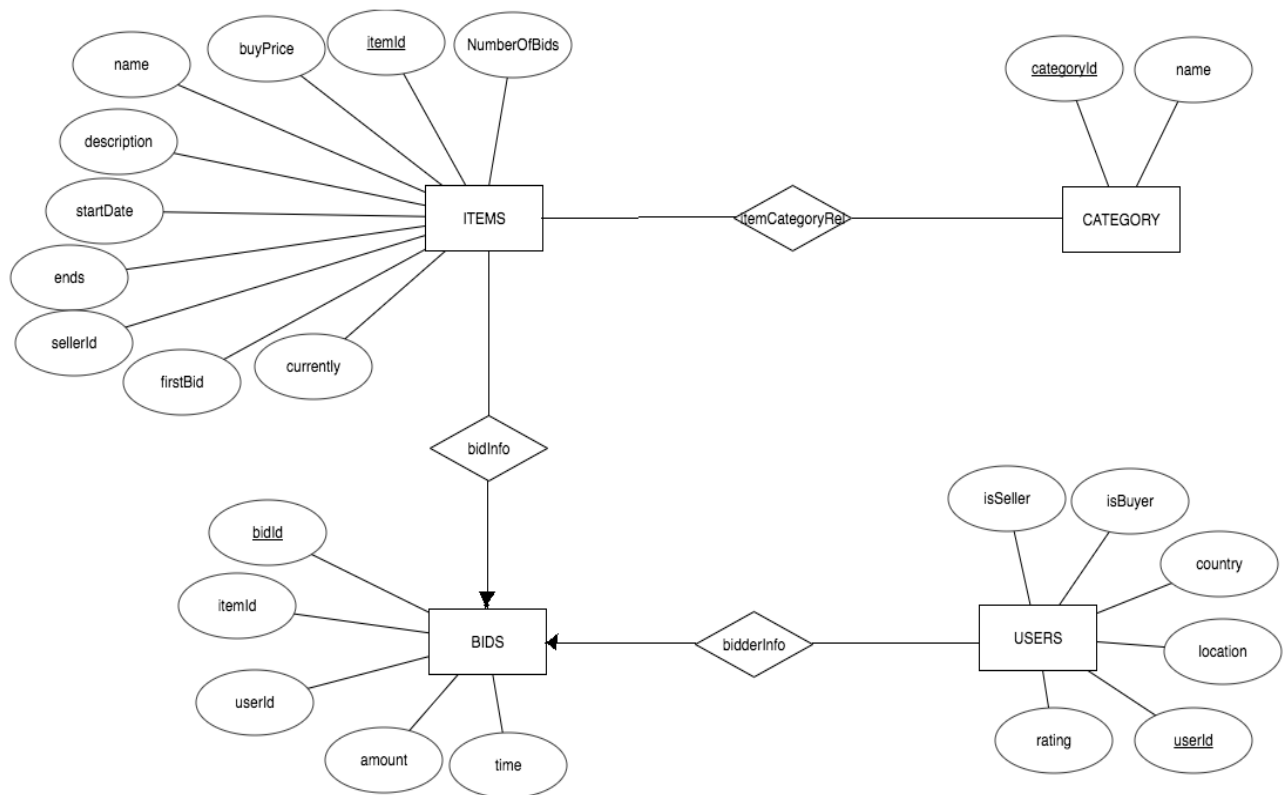 buyPrice
itemId
NumberOfBids
name
description
startDate
ends
sellerId
firstBid
currently
ITEMS
itemCategoryRel
categoryId
name
CATEGORY
bidInfo
bidId
itemId
userId
amount
time
BIDS
bidderInfo
isSeller
isBuyer
country
location
userId
rating
USERS